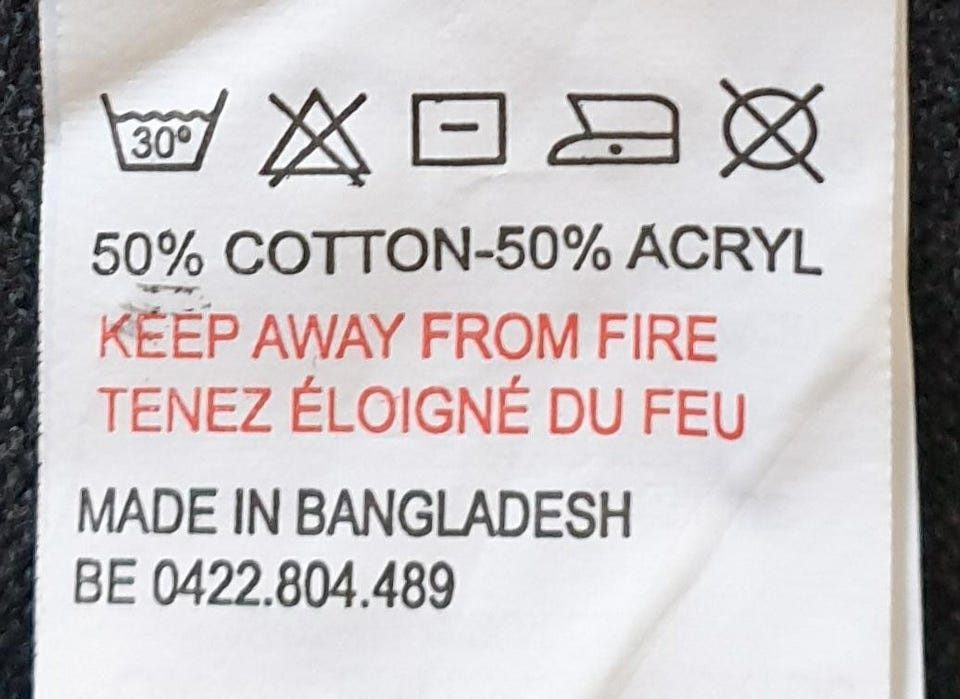 30°
50% COTTON-50% ACRYL
KEEP AWAY FROM FIRE
TENEZ ÉLOIGNÉ DU FEU
MADE IN BANGLADESH
BE 0422.804.489